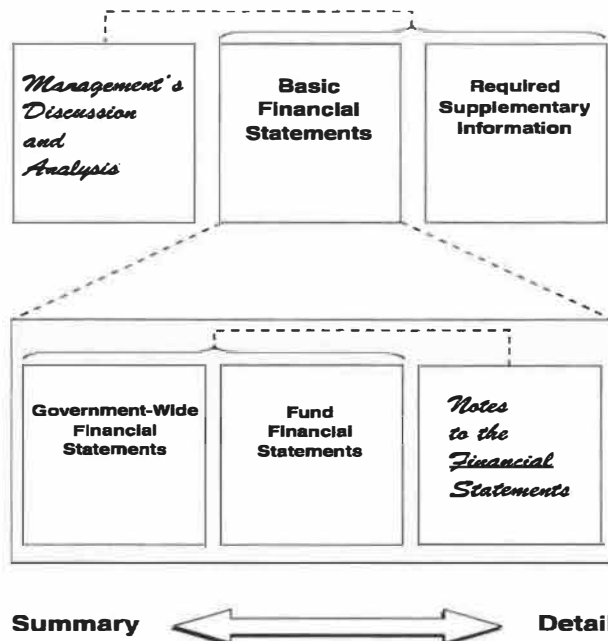 Management's
Discussion
and
Analysis
Basic
Financial
Statements
Required
Supplementary
Information
Government-Wide
Financial
Statements
Fund
Financial
Statements
Notes
to the
Financial
Statements
Summary
Detai